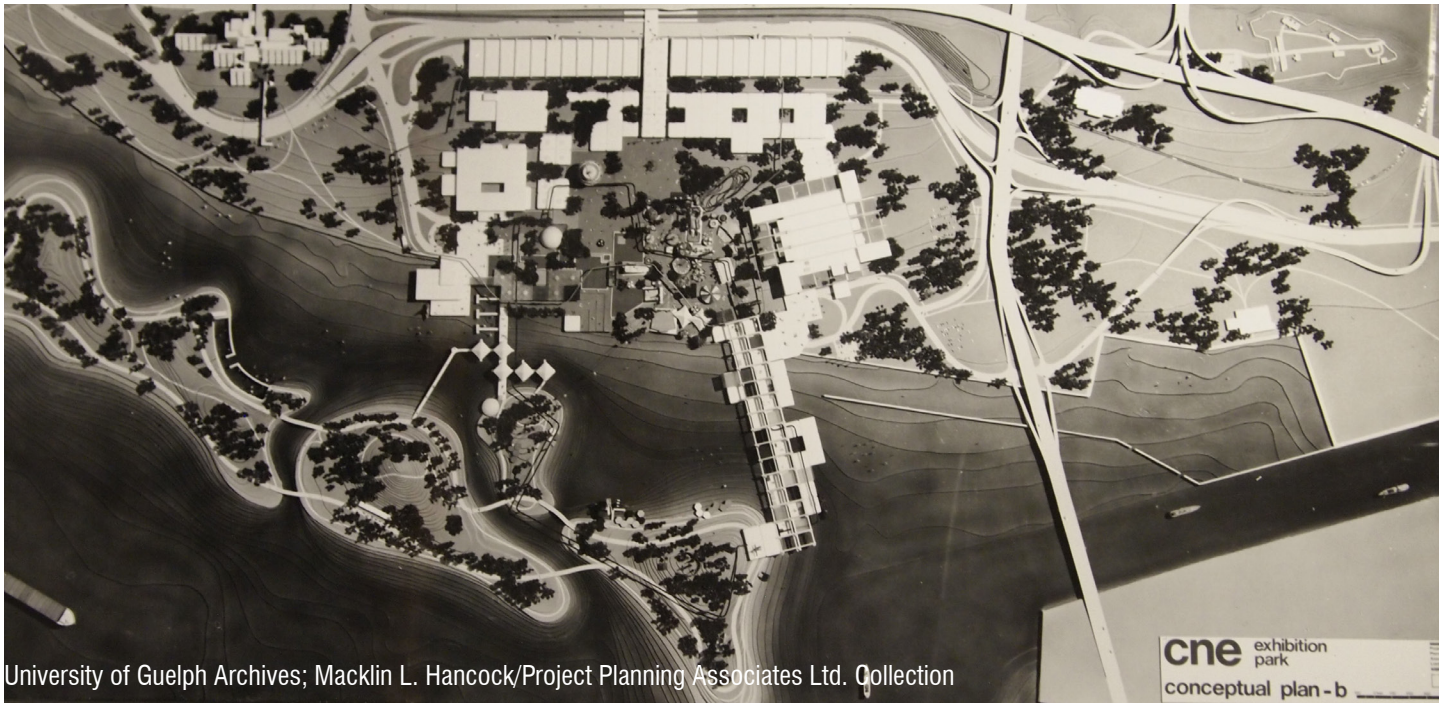 cne exhibition
park
conceptual plan-b
University of Guelph Archives; Macklin L. Hancock/Project Planning Associates Ltd. Collection